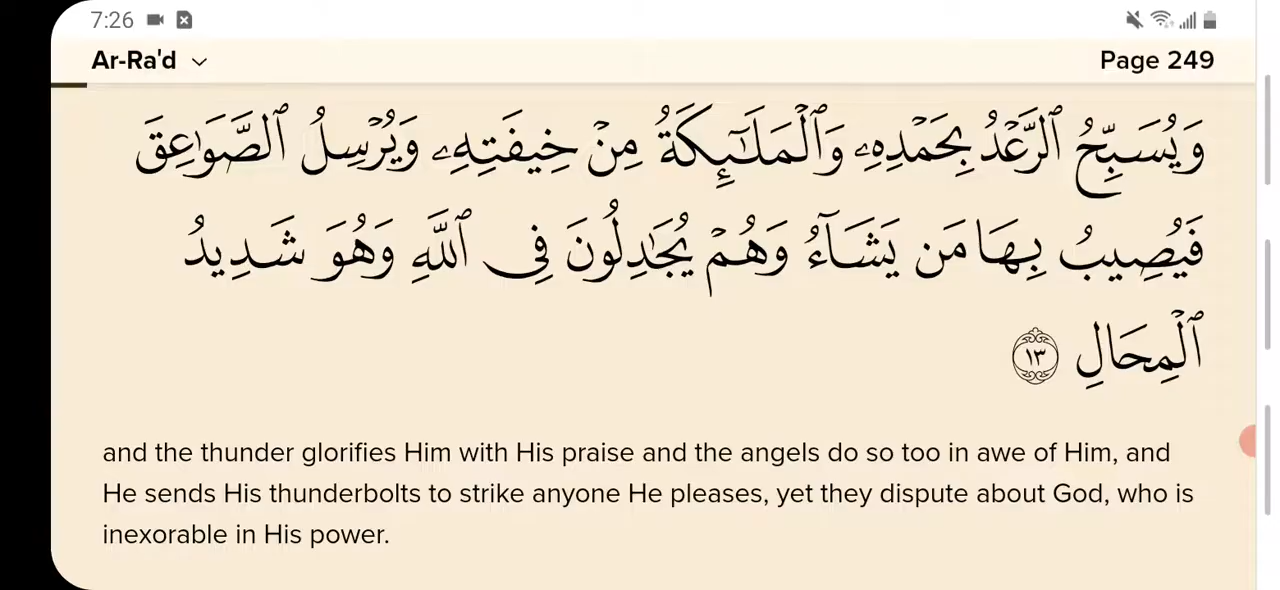 7:26
Ar-Ra'd
Page 249
وَيُسَبِّحُ ٱلرَّعْدُ بِحَمْدِهِۦ وَٱلْمَلَـٰٓئِكَةُ مِنْ خِيفَتِهِۦ وَيُرْسِلُ ٱلصَّوَٰعِقَ
فَيُصِيبُ بِهَا مَن يَشَآءُ وَهُمْ يُجَـٰدِلُونَ فِى ٱللَّهِ وَهُوَ شَدِيدُ
ٱلْمِحَالِ ١٣
and the thunder glorifies Him with His praise and the angels do so too in awe of Him, and
He sends His thunderbolts to strike anyone He pleases, yet they dispute about God, who is
inexorable in His power.